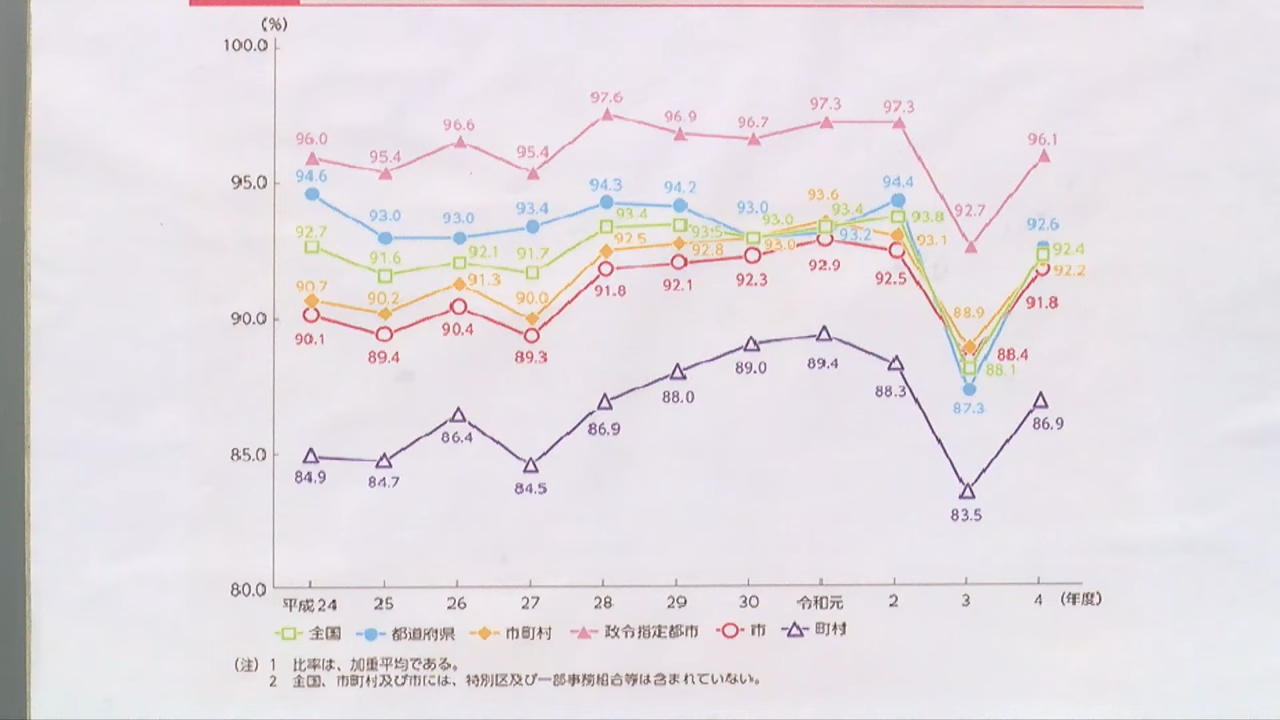 (%)
100.0
97.6
97.3 97.3
96.9 96.7
96.6
96.0 96.1
95.4 95.4
95.0
94.6 94.3 94.2 94.4
93.0 93.0 93.4 93.0 93.6 92.7 92.6
92.7 91.6 92.1 91.7 93.4 93.5 93.0 93.4 93.8 92.4
90.7 90.2 91.3 90.0 92.5 92.8 93.0 93.2 93.1 92.2
90.0
90.1 89.4 90.4 89.3 91.8 92.1 92.3 92.9 92.5 88.9 91.8
88.4
88.1
87.3
84.9 84.7 86.4 84.5 86.9 88.0 89.0 89.4 88.3 83.5 86.9
85.0
80.0
平成24 25 26 27 28 29 30 令和元 2 3 4 (年度)
全国 都道府県 市町村 政令指定都市 市 町村
(注) 1 比率は、加重平均である。
2 全国、市町村及び市には、特別区及び一部事務組合等は含まれていない。